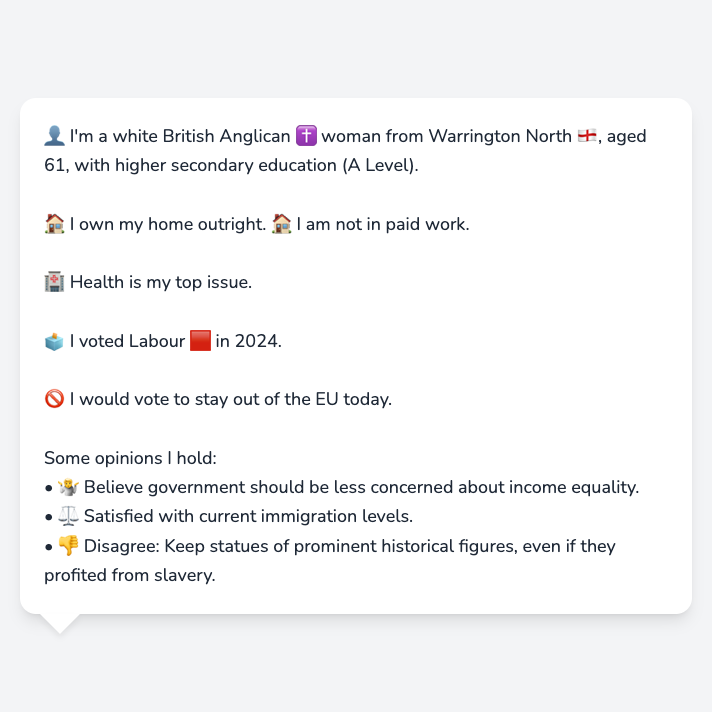 👤 I'm a white British Anglican ✝️ woman from Warrington North 🏴󠁧󠁢󠁥󠁮󠁧󠁿, aged
61, with higher secondary education (A Level).
🏠 I own my home outright. 🏠 I am not in paid work.
🏥 Health is my top issue.
🗳️ I voted Labour 🟥 in 2024.
🚫 I would vote to stay out of the EU today.
Some opinions I hold:
• 🤷 Believe government should be less concerned about income equality.
• ⚖️ Satisfied with current immigration levels.
• 👎 Disagree: Keep statues of prominent historical figures, even if they
profited from slavery.